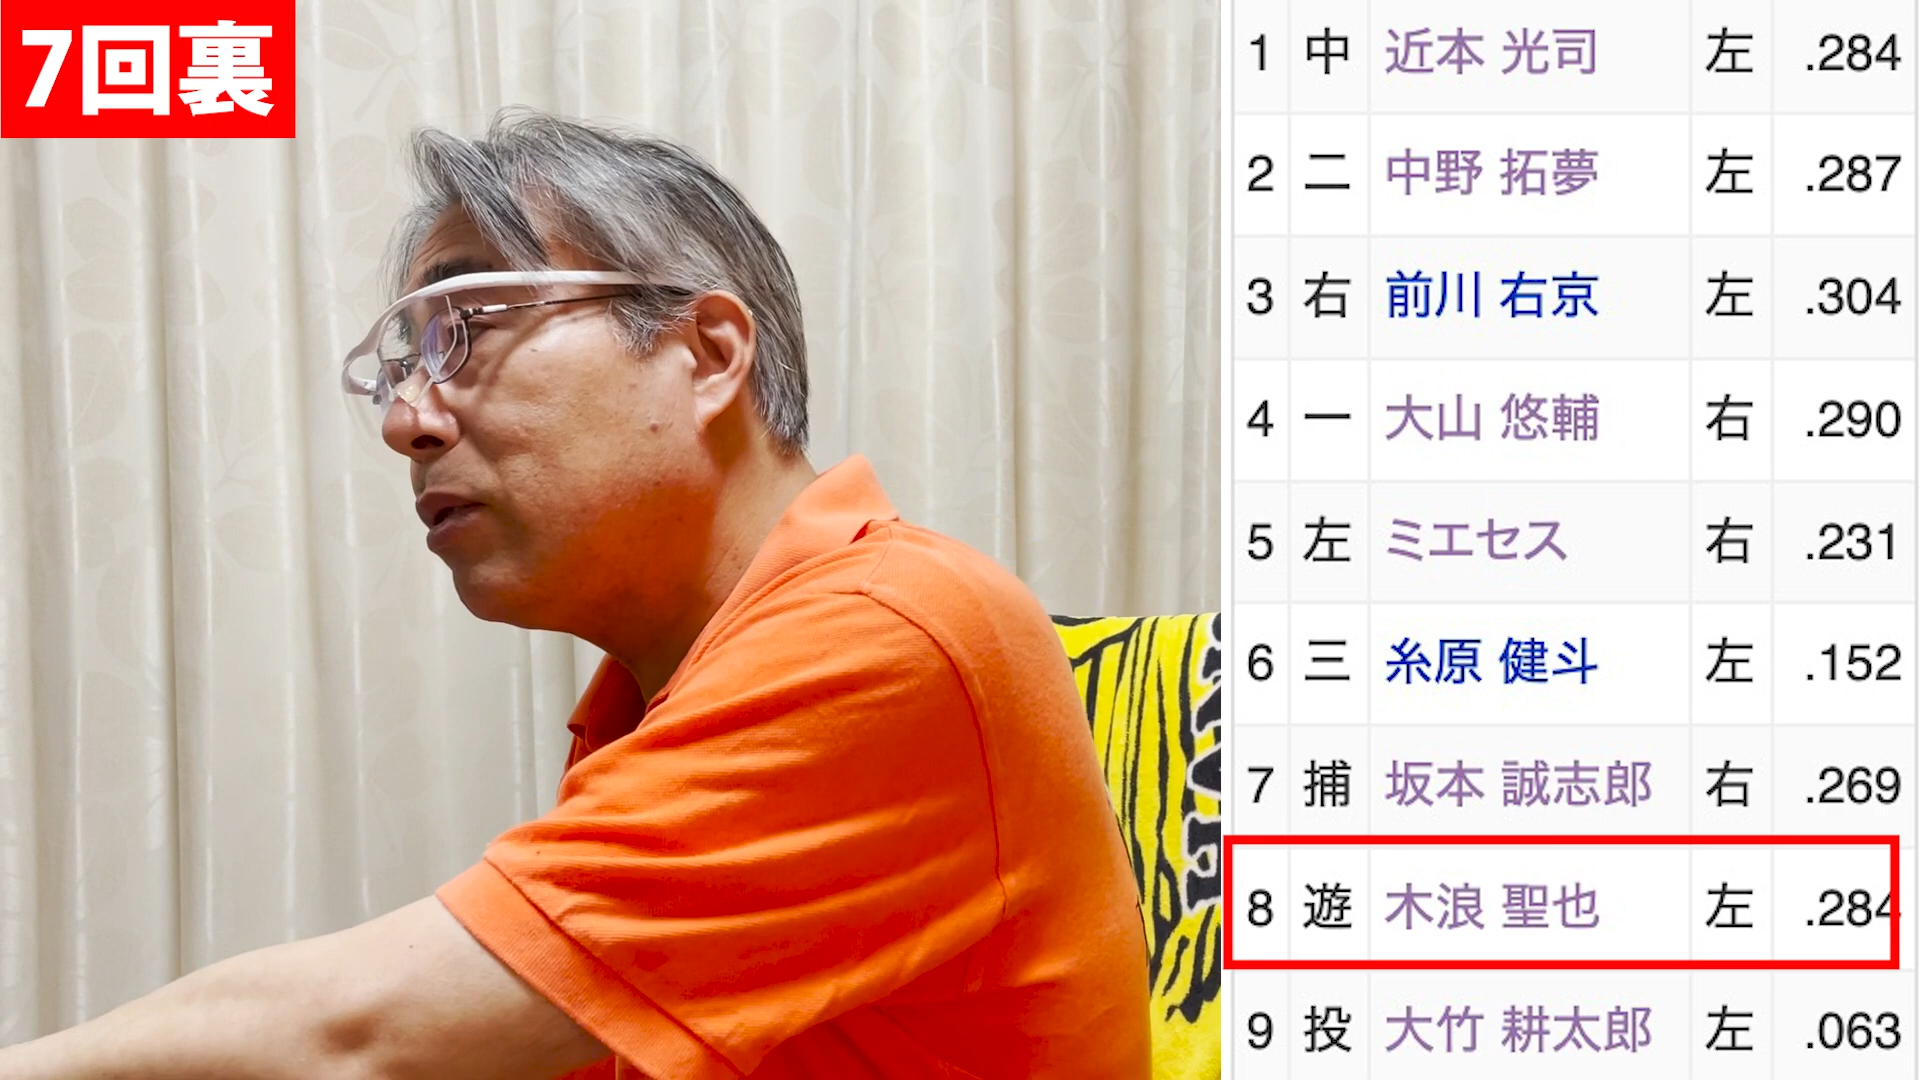 7回裏
1 中 近本 光司 左 .284
2 二 中野 拓夢 左 .287
3 右 前川 右京 左 .304
4 一 大山 悠輔 右 .290
5 左 ミエセス 右 .231
6 三 糸原 健斗 左 .152
7 捕 坂本 誠志郎 右 .269
8 遊 木浪 聖也 左 .284
9 投 大竹 耕太郎 左 .063